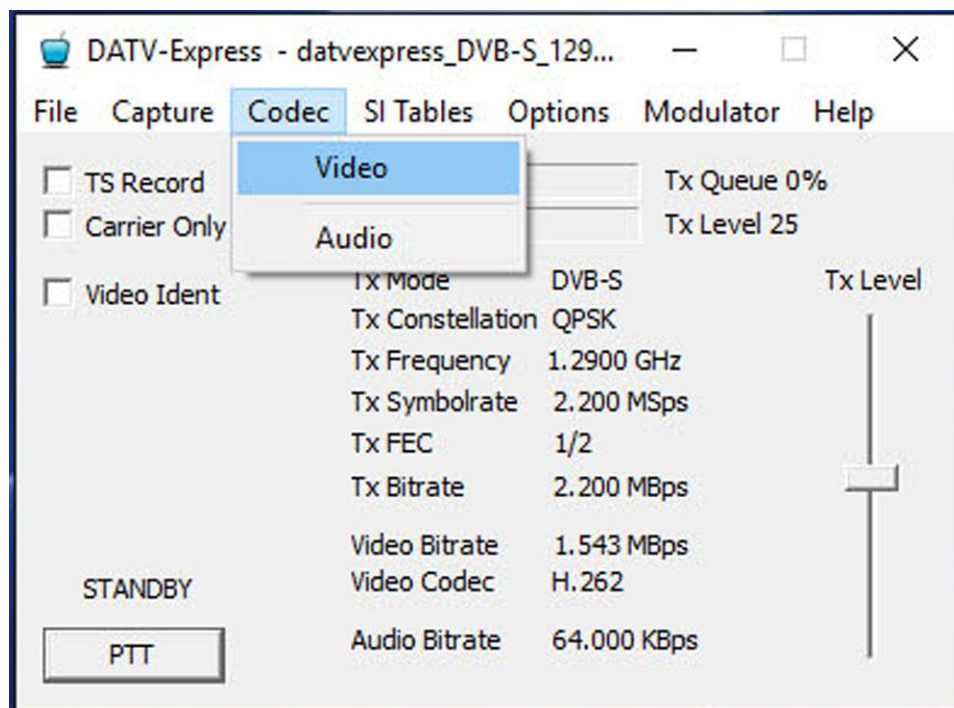 DATV-Express - datvexpress_DVB-S_129...
File Capture Codec SI Tables Options Modulator Help
Video
Audio
TS Record
Carrier Only
Video Ident
Tx Queue 0%
Tx Level 25
Tx Mode DVB-S
Tx Constellation QPSK
Tx Frequency 1.2900 GHz
Tx Symbolrate 2.200 MSps
Tx FEC 1/2
Tx Bitrate 2.200 MBps
Video Bitrate 1.543 MBps
Video Codec H.262
Audio Bitrate 64.000 KBps
Tx Level
STANDBY
PTT